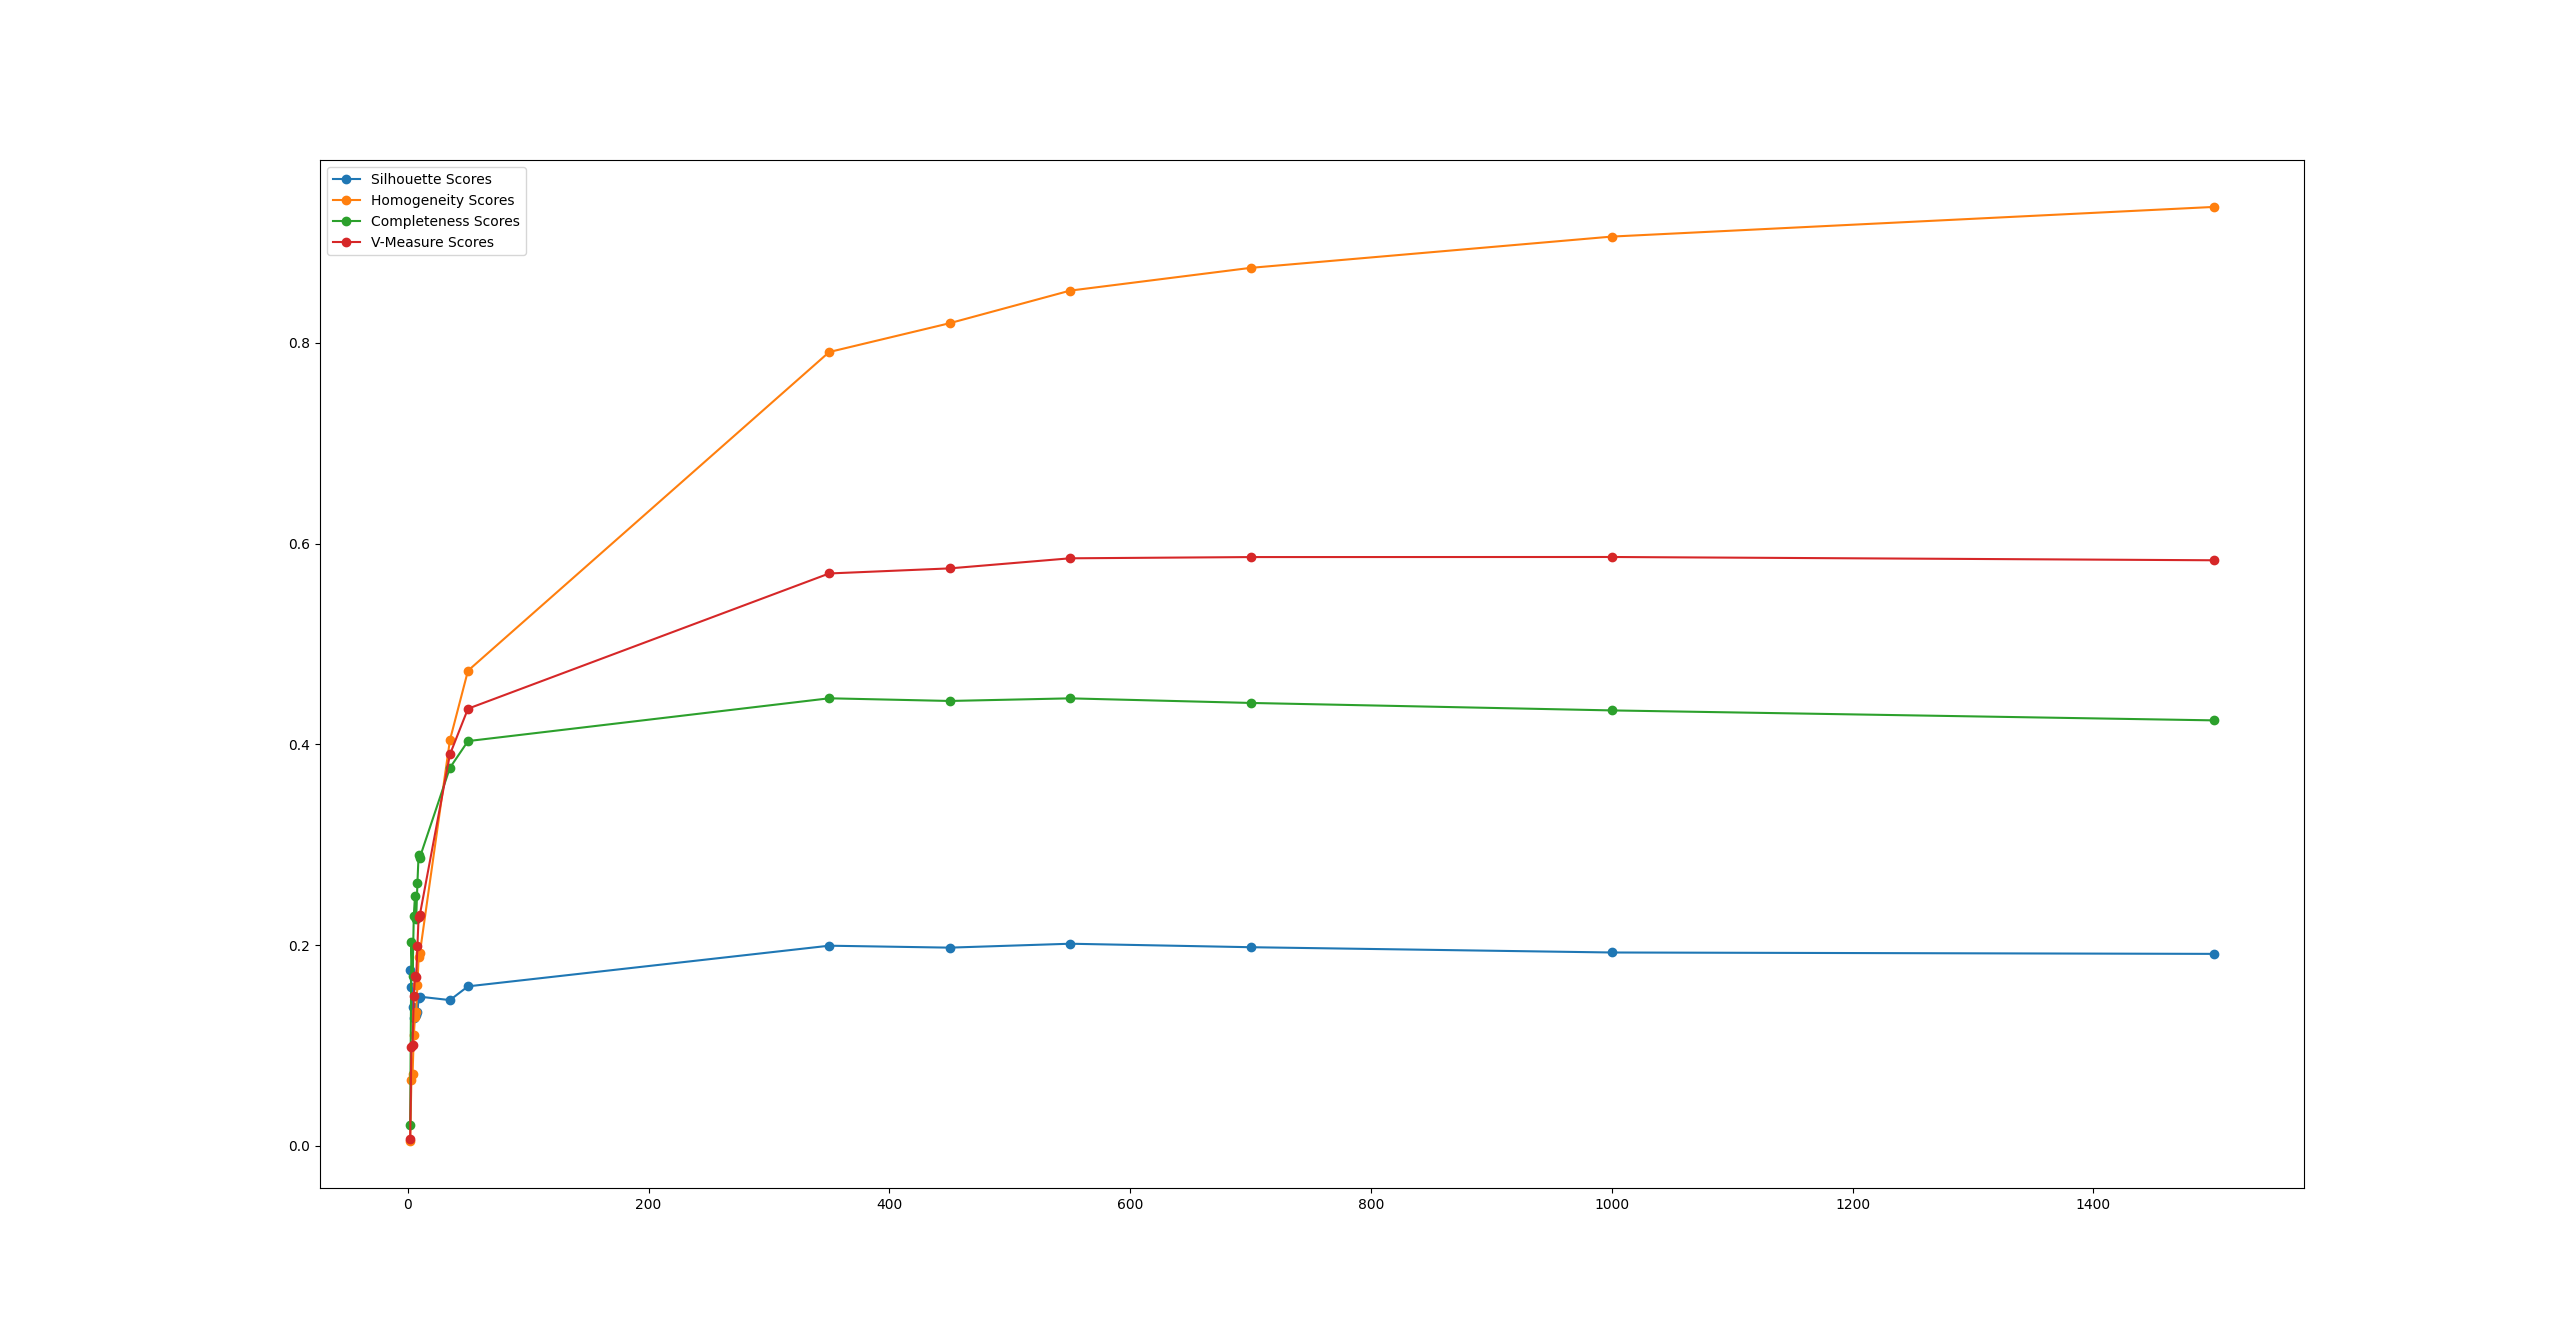 Silhouette Scores
Homogeneity Scores
Completeness Scores
V-Measure Scores
0.8
0.6
0.4
0.2
0.0
0 200 400 600 800 1000 1200 1400